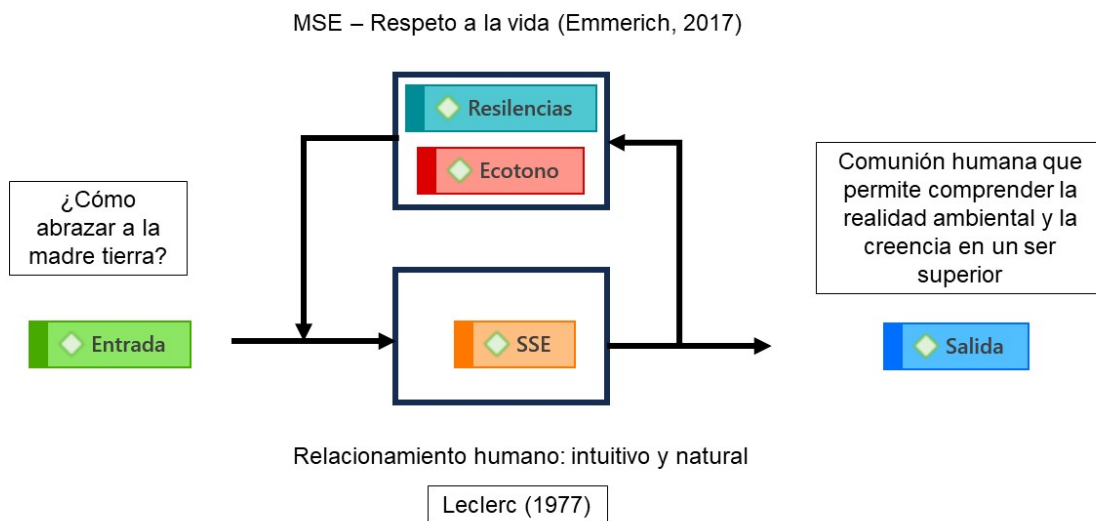 MSE – Respeto a la vida (Emmerich, 2017)
Resilencias
Ecotono
¿Cómo
abrazar a la
madre tierra?
Comunión humana que
permite comprender la
realidad ambiental y la
creencia en un ser
superior
Entrada
SSE
Salida
Relacionamiento humano: intuitivo y natural
Leclerc (1977)